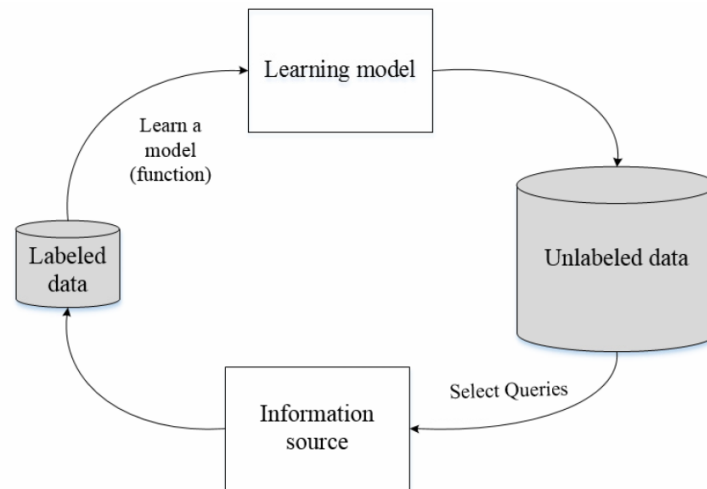 Learning model
Learn a
model
(function)
Unlabeled data
Labeled
data
Select Queries
Information
source